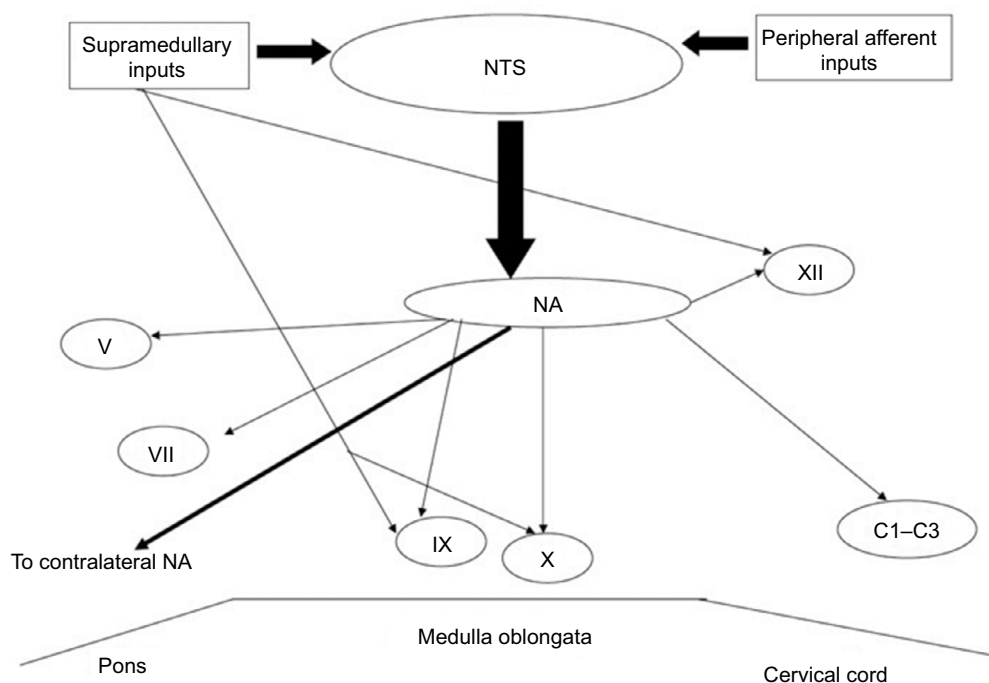 Supramedullary
inputs
NTS
Peripheral afferent
inputs
XII
NA
V
VII
IX
X
C1–C3
To contralateral NA
Medulla oblongata
Pons
Cervical cord